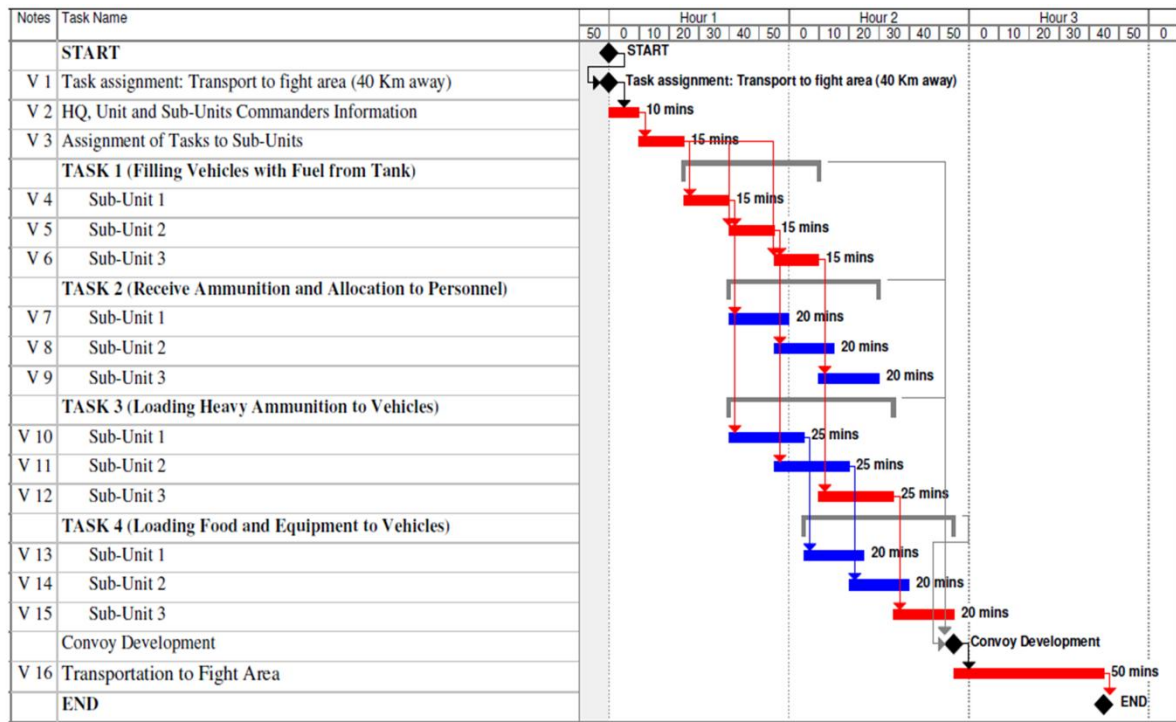 Notes Task Name Hour 1 Hour 2 Hour 3
50 0 10 20 30 40 50 0 10 20 30 40 50 0 10 20 30 40 50 0
START START
V 1 Task assignment: Transport to fight area (40 Km away) Task assignment: Transport to fight area (40 Km away)
V 2 HQ, Unit and Sub-Units Commanders Information 10 mins
V 3 Assignment of Tasks to Sub-Units 15 mins
TASK 1 (Filling Vehicles with Fuel from Tank)
V 4 Sub-Unit 1 15 mins
V 5 Sub-Unit 2 15 mins
V 6 Sub-Unit 3 15 mins
TASK 2 (Receive Ammunition and Allocation to Personnel)
V 7 Sub-Unit 1 20 mins
V 8 Sub-Unit 2 20 mins
V 9 Sub-Unit 3 20 mins
TASK 3 (Loading Heavy Ammunition to Vehicles)
V 10 Sub-Unit 1 25 mins
V 11 Sub-Unit 2 25 mins
V 12 Sub-Unit 3 25 mins
TASK 4 (Loading Food and Equipment to Vehicles)
V 13 Sub-Unit 1 20 mins
V 14 Sub-Unit 2 20 mins
V 15 Sub-Unit 3 20 mins
Convoy Development Convoy Development
V 16 Transportation to Fight Area 50 mins
END END